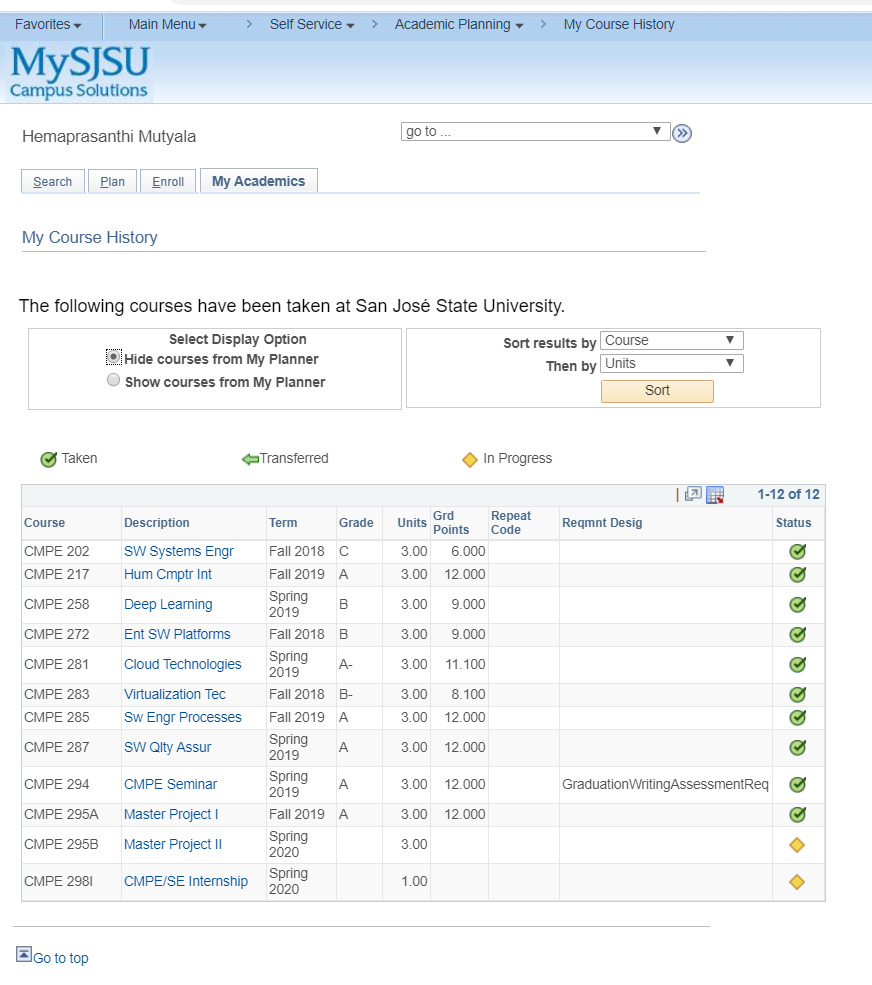 Favorites Main Menu > Self Service > Academic Planning > My Course History
MySJSU
Campus Solutions
Hemaprasanthi Mutyala go to ...
Search Plan Enroll My Academics
My Course History
The following courses have been taken at San José State University.
Select Display Option
Hide courses from My Planner
Show courses from My Planner
Sort results by Course
Then by Units
Sort
Taken Transferred In Progress
1-12 of 12
Course Description Term Grade Units Grd Points Repeat Code Reqmnt Desig Status
CMPE 202 SW Systems Engr Fall 2018 C 3.00 6.000
CMPE 217 Hum Cmptr Int Fall 2019 A 3.00 12.000
CMPE 258 Deep Learning Spring 2019 B 3.00 9.000
CMPE 272 Ent SW Platforms Fall 2018 B 3.00 9.000
CMPE 281 Cloud Technologies Spring 2019 A- 3.00 11.100
CMPE 283 Virtualization Tec Fall 2018 B- 3.00 8.100
CMPE 285 Sw Engr Processes Fall 2019 A 3.00 12.000
CMPE 287 SW Qlty Assur Spring 2019 A 3.00 12.000
CMPE 294 CMPE Seminar Spring 2019 A 3.00 12.000 GraduationWritingAssessmentReq
CMPE 295A Master Project I Fall 2019 A 3.00 12.000
CMPE 295B Master Project II Spring 2020 3.00
CMPE 298I CMPE/SE Internship Spring 2020 1.00
Go to top